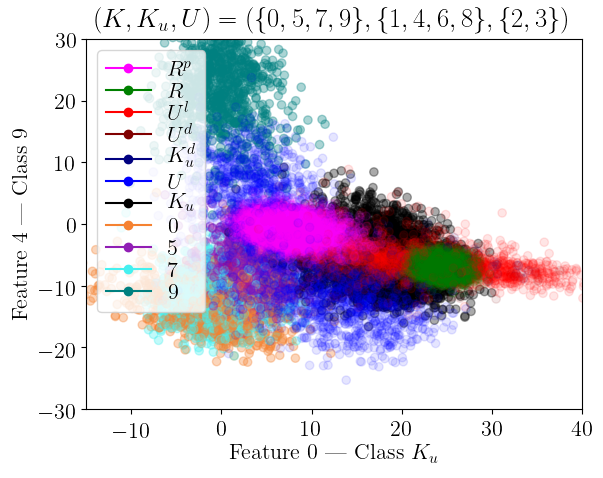 (K, K_u, U) = ({0, 5, 7, 9}, {1, 4, 6, 8}, {2, 3})
30
20
10
0
−10
−20
−30
Feature 4 — Class 9
R^p
R
U^l
U^d
K_u^d
U
K_u
0
5
7
9
−10 0 10 20 30 40
Feature 0 — Class K_u